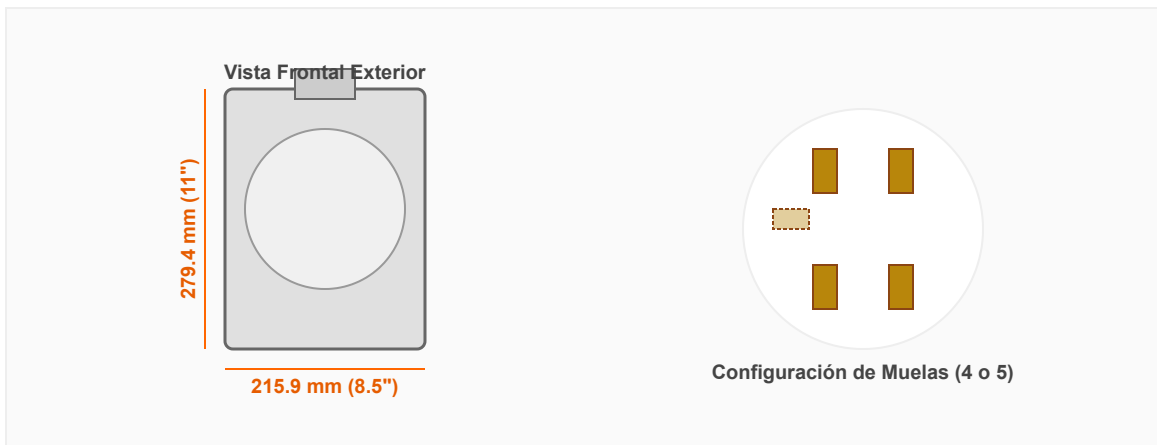 Vista Frontal Exterior
279.4 mm (11")
215.9 mm (8.5")
Configuración de Muelas (4 o 5)